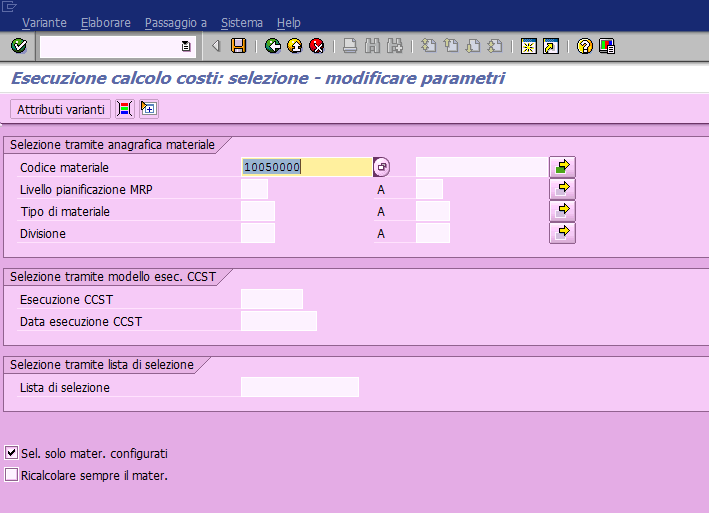 Variante Elaborare Passaggio a Sistema Help
Esecuzione calcolo costi: selezione - modificare parametri
Attributi varianti
Selezione tramite anagrafica materiale
Codice materiale 10050000
Livello pianificazione MRP A
Tipo di materiale A
Divisione A
Selezione tramite modello esec. CCST
Esecuzione CCST
Data esecuzione CCST
Selezione tramite lista di selezione
Lista di selezione
Sel. solo mater. configurati
Ricalcolare sempre il mater.